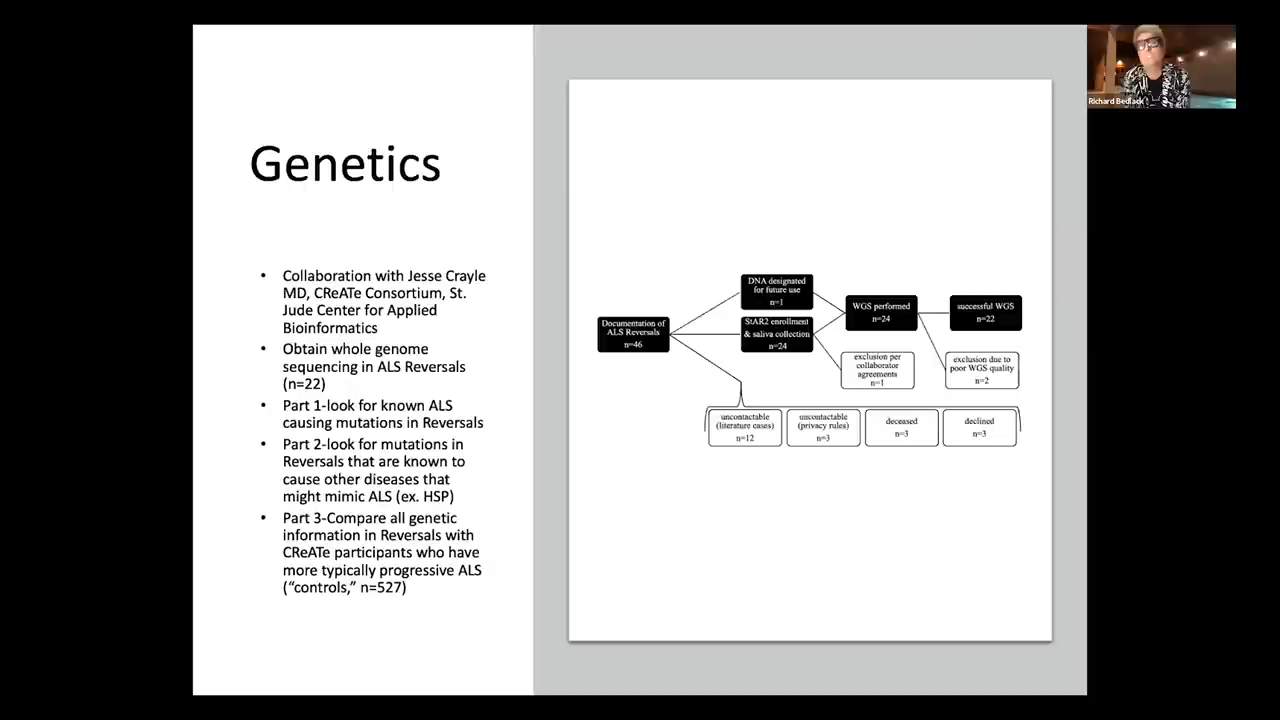 Genetics
• Collaboration with Jesse Crayle
MD, CReATe Consortium, St.
Jude Center for Applied
Bioinformatics
• Obtain whole genome
sequencing in ALS Reversals
(n=22)
• Part 1-look for known ALS
causing mutations in Reversals
• Part 2-look for mutations in
Reversals that are known to
cause other diseases that
might mimic ALS (ex. HSP)
• Part 3-Compare all genetic
information in Reversals with
CReATe participants who have
more typically progressive ALS
(“controls,” n=527)
Documentation of
ALS Reversals
n=46
DNA designated
for future use
n=1
StAR2 enrollment
& saliva collection
n=24
WGS performed
n=24
successful WGS
n=22
exclusion per
collaborator
agreements
n=1
exclusion due to
poor WGS quality
n=2
uncontactable
(literature cases)
n=12
uncontactable
(privacy rules)
n=3
deceased
n=3
declined
n=3
Richard Bedlack